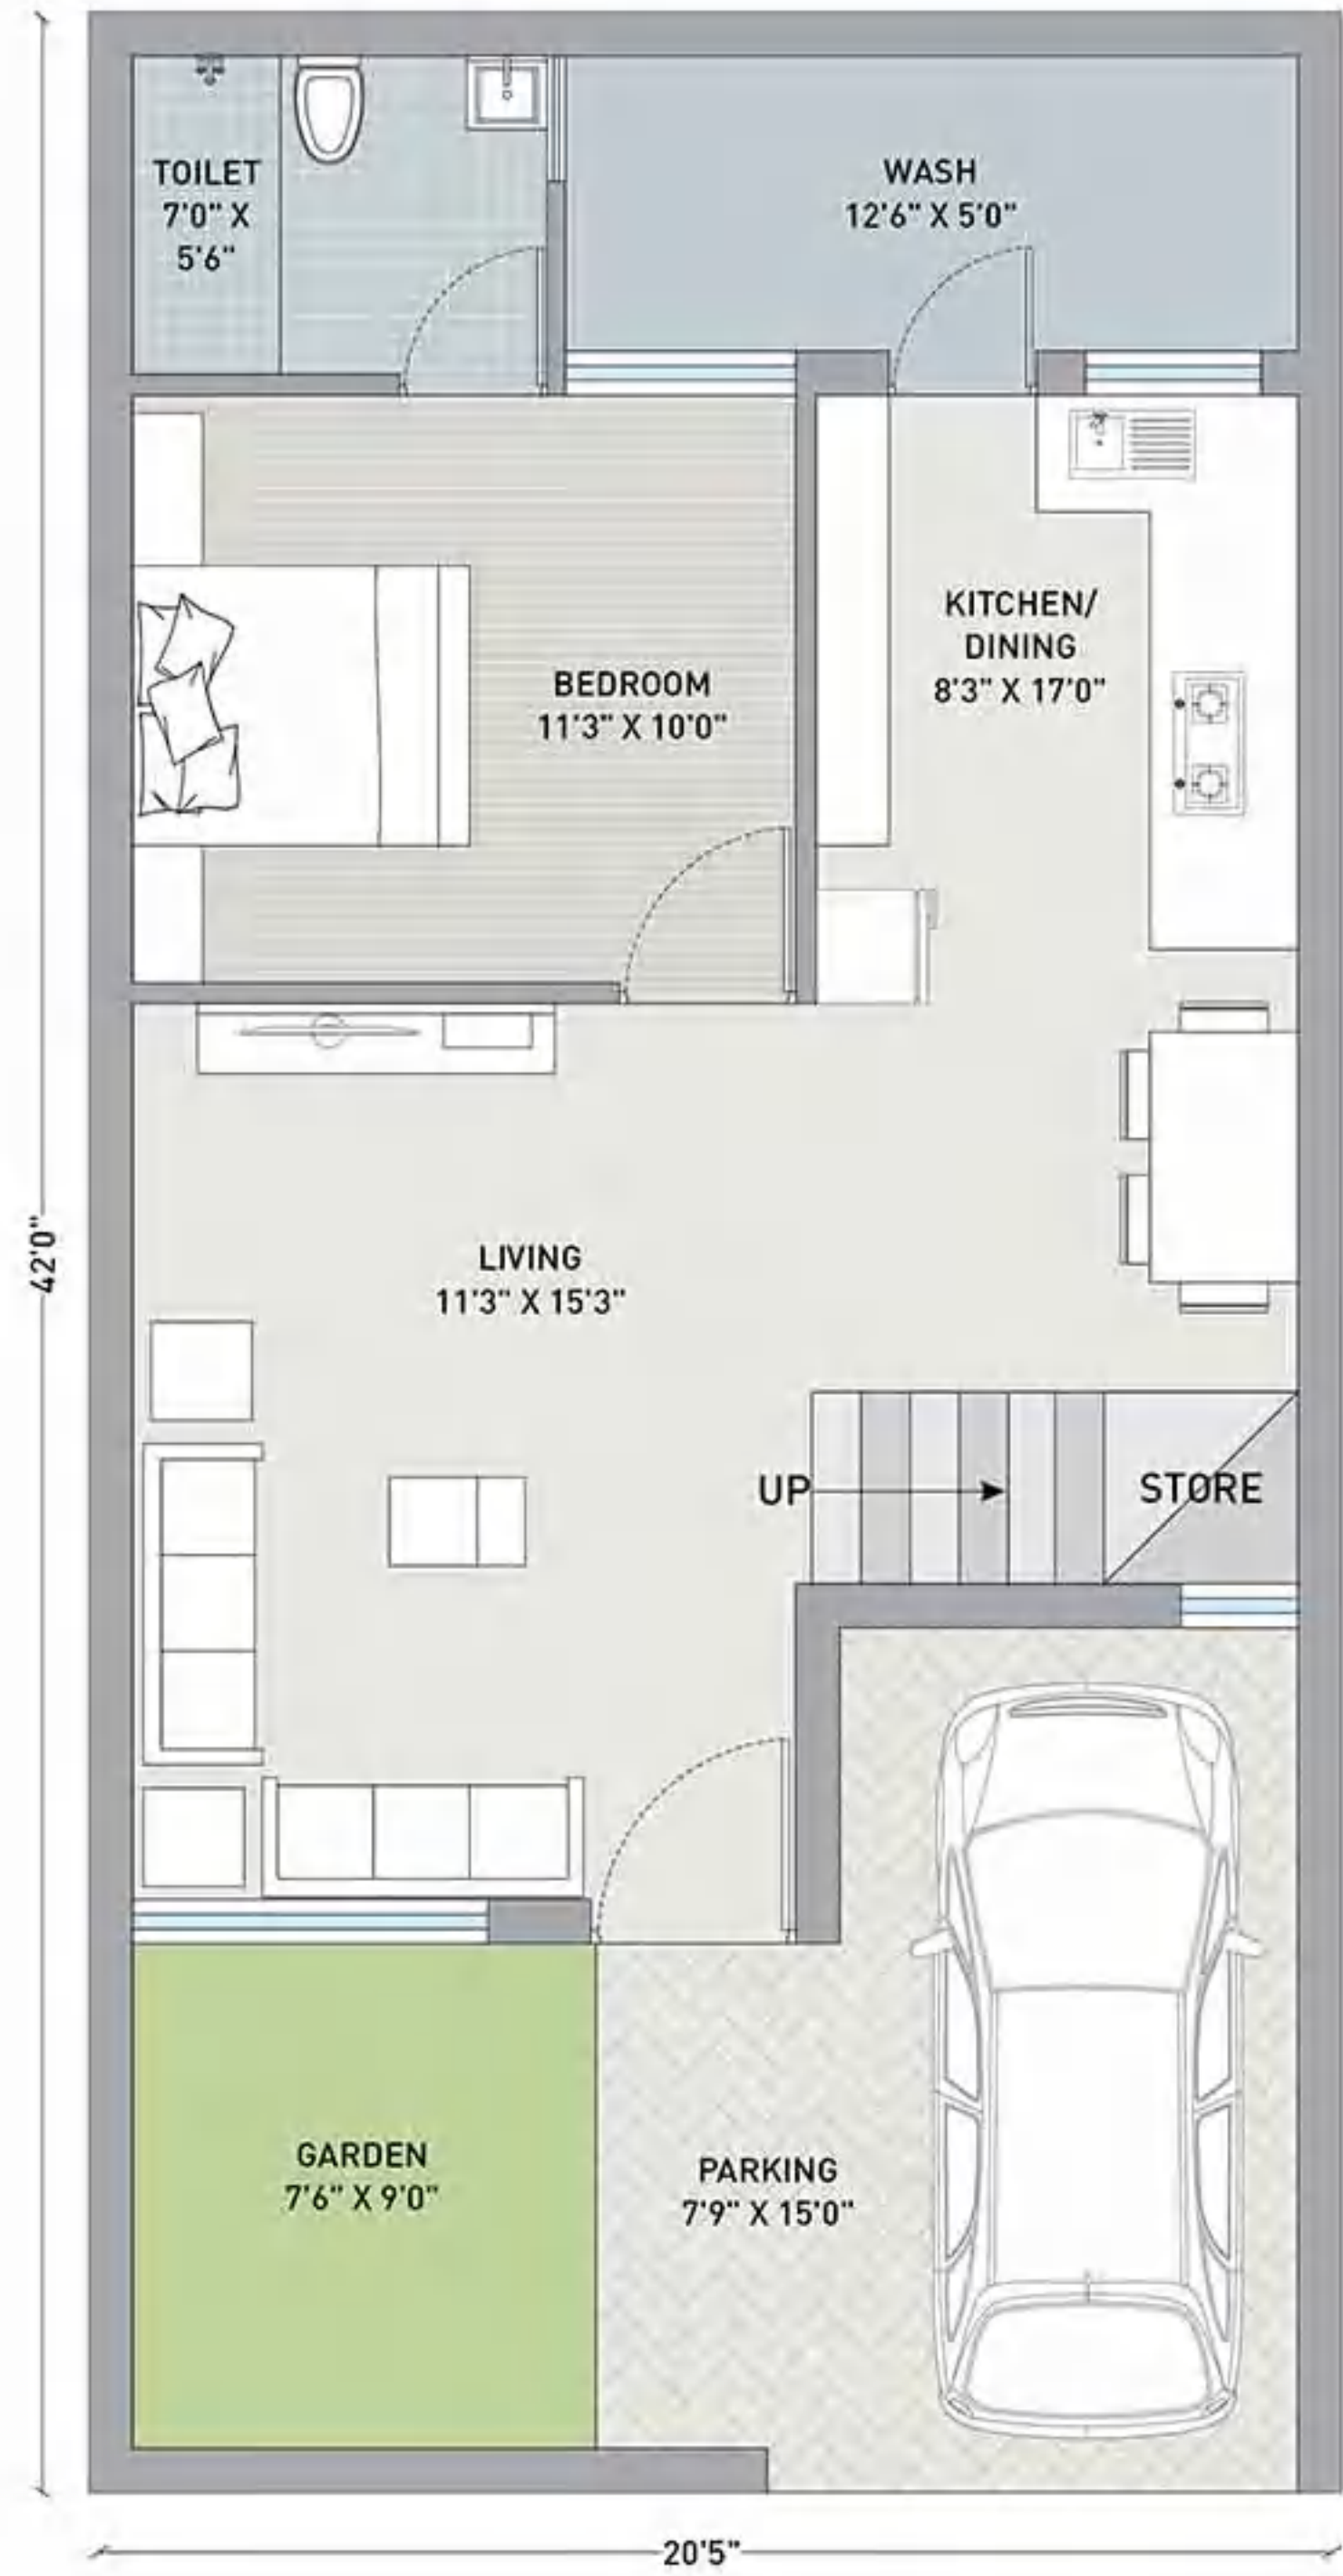 TOILET
7'0" X
5'6"
WASH
12'6" X 5'0"
KITCHEN/
DINING
8'3" X 17'0"
BEDROOM
11'3" X 10'0"
42'0"
LIVING
11'3" X 15'3"
UP
STORE
GARDEN
7'6" X 9'0"
PARKING
7'9" X 15'0"
20'5"